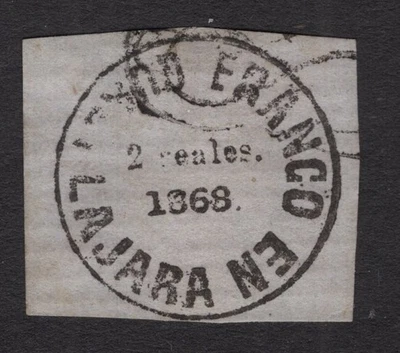 FRANCO EN
LAJARA
2 reales.
1868.